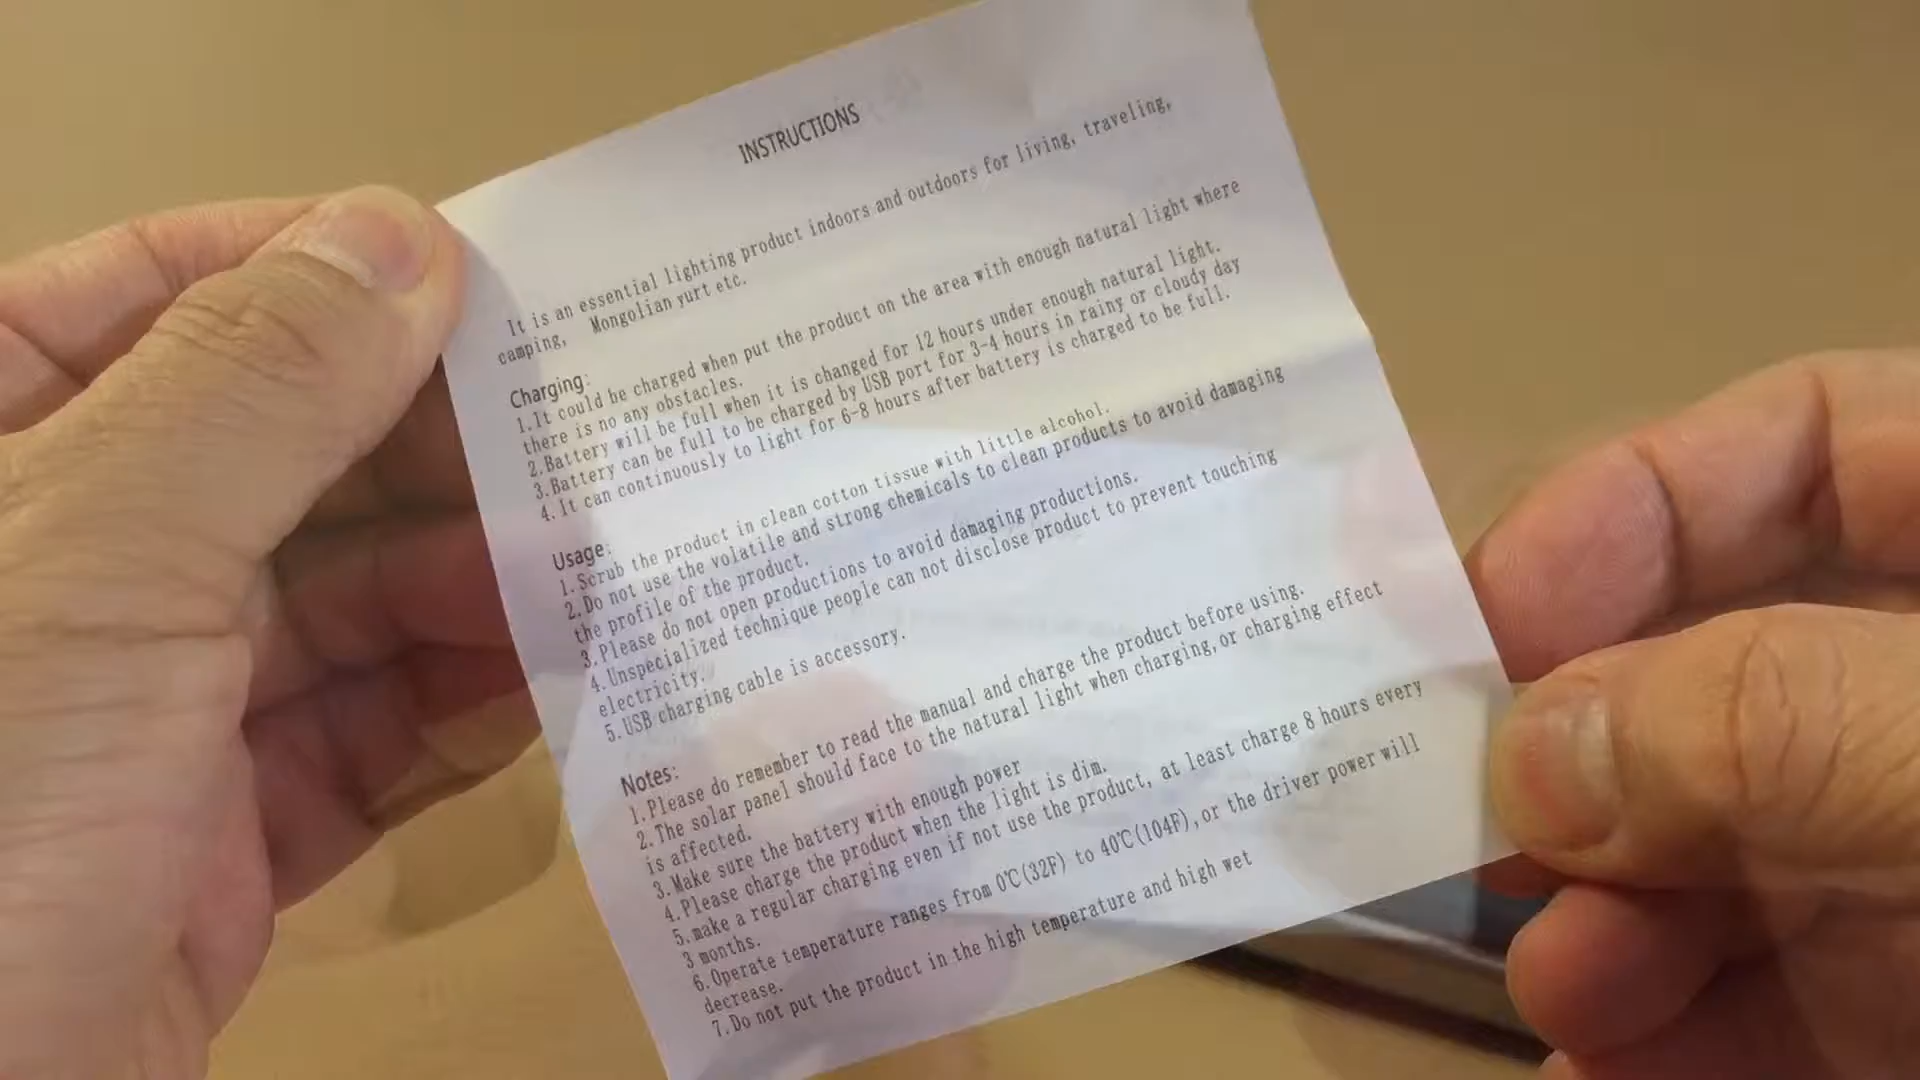 INSTRUCTIONS
It is an essential lighting product indoors and outdoors for living, traveling,
camping, Mongolian yurt etc.
Charging:
1.It could be charged when put the product on the area with enough natural light where
there is no any obstacles.
2.Battery will be full when it is changed for 12 hours under enough natural light.
3.Battery can be full to be charged by USB port for 3-4 hours in rainy or cloudy day
4.It can continuously to light for 6-8 hours after battery is charged to be full.
Usage:
1.Scrub the product in clean cotton tissue with little alcohol.
2.Do not use the volatile and strong chemicals to clean products to avoid damaging
the profile of the product.
3.Please do not open productions to avoid damaging productions.
4.Unspecialized technique people can not disclose product to prevent touching
electricity.
5.USB charging cable is accessory.
Notes:
1.Please do remember to read the manual and charge the product before using.
2.The solar panel should face to the natural light when charging,or charging effect
is affected.
3.Make sure the battery with enough power
4.Please charge the product when the light is dim.
5.make a regular charging even if not use the product, at least charge 8 hours every
3 months.
6.Operate temperature ranges from 0℃(32F) to 40℃(104F),or the driver power will
decrease.
7.Do not put the product in the high temperature and high wet